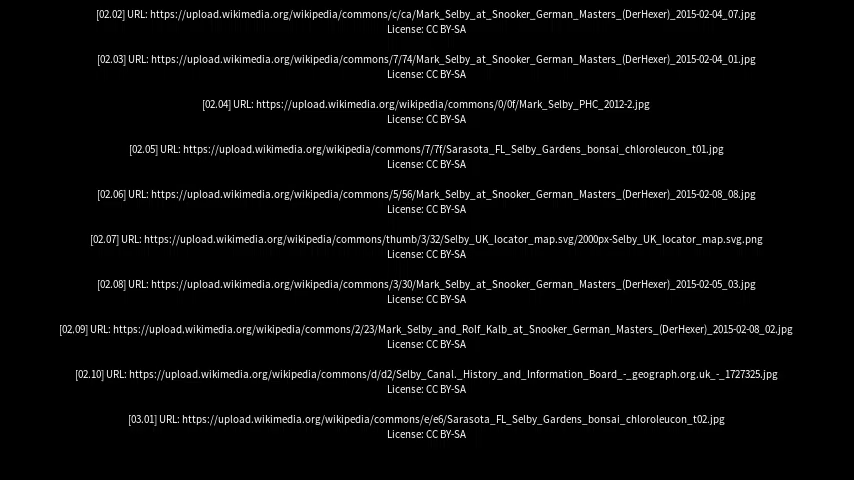 [02.02] URL: https://upload.wikimedia.org/wikipedia/commons/c/ca/Mark_Selby_at_Snooker_German_Masters_(DerHexer)_2015-02-04_07.jpg
License: CC BY-SA
[02.03] URL: https://upload.wikimedia.org/wikipedia/commons/7/74/Mark_Selby_at_Snooker_German_Masters_(DerHexer)_2015-02-04_01.jpg
License: CC BY-SA
[02.04] URL: https://upload.wikimedia.org/wikipedia/commons/0/0f/Mark_Selby_PHC_2012-2.jpg
License: CC BY-SA
[02.05] URL: https://upload.wikimedia.org/wikipedia/commons/7/7f/Sarasota_FL_Selby_Gardens_bonsai_chloroleucon_t01.jpg
License: CC BY-SA
[02.06] URL: https://upload.wikimedia.org/wikipedia/commons/5/56/Mark_Selby_at_Snooker_German_Masters_(DerHexer)_2015-02-08_08.jpg
License: CC BY-SA
[02.07] URL: https://upload.wikimedia.org/wikipedia/commons/thumb/3/32/Selby_UK_locator_map.svg/2000px-Selby_UK_locator_map.svg.png
License: CC BY-SA
[02.08] URL: https://upload.wikimedia.org/wikipedia/commons/3/30/Mark_Selby_at_Snooker_German_Masters_(DerHexer)_2015-02-05_03.jpg
License: CC BY-SA
[02.09] URL: https://upload.wikimedia.org/wikipedia/commons/2/23/Mark_Selby_and_Rolf_Kalb_at_Snooker_German_Masters_(DerHexer)_2015-02-08_02.jpg
License: CC BY-SA
[02.10] URL: https://upload.wikimedia.org/wikipedia/commons/d/d2/Selby_Canal._History_and_Information_Board_-_geograph.org.uk_-_1727325.jpg
License: CC BY-SA
[03.01] URL: https://upload.wikimedia.org/wikipedia/commons/e/e6/Sarasota_FL_Selby_Gardens_bonsai_chloroleucon_t02.jpg
License: CC BY-SA